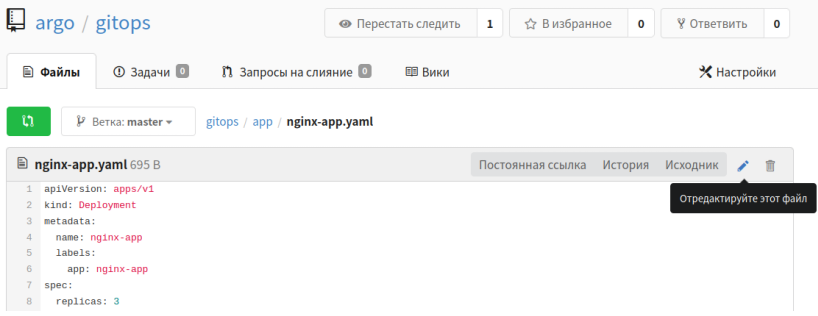 argo / gitops
Перестать следить 1
В избранное 0
Ответвить 0
Файлы
Задачи 0
Запросы на слияние 0
Вики
Настройки
Ветка: master
gitops / app / nginx-app.yaml
nginx-app.yaml 695 B
Постоянная ссылка История Исходник
Отредактируйте этот файл
1 apiVersion: apps/v1
2 kind: Deployment
3 metadata:
4 name: nginx-app
5 labels:
6 app: nginx-app
7 spec:
8 replicas: 3